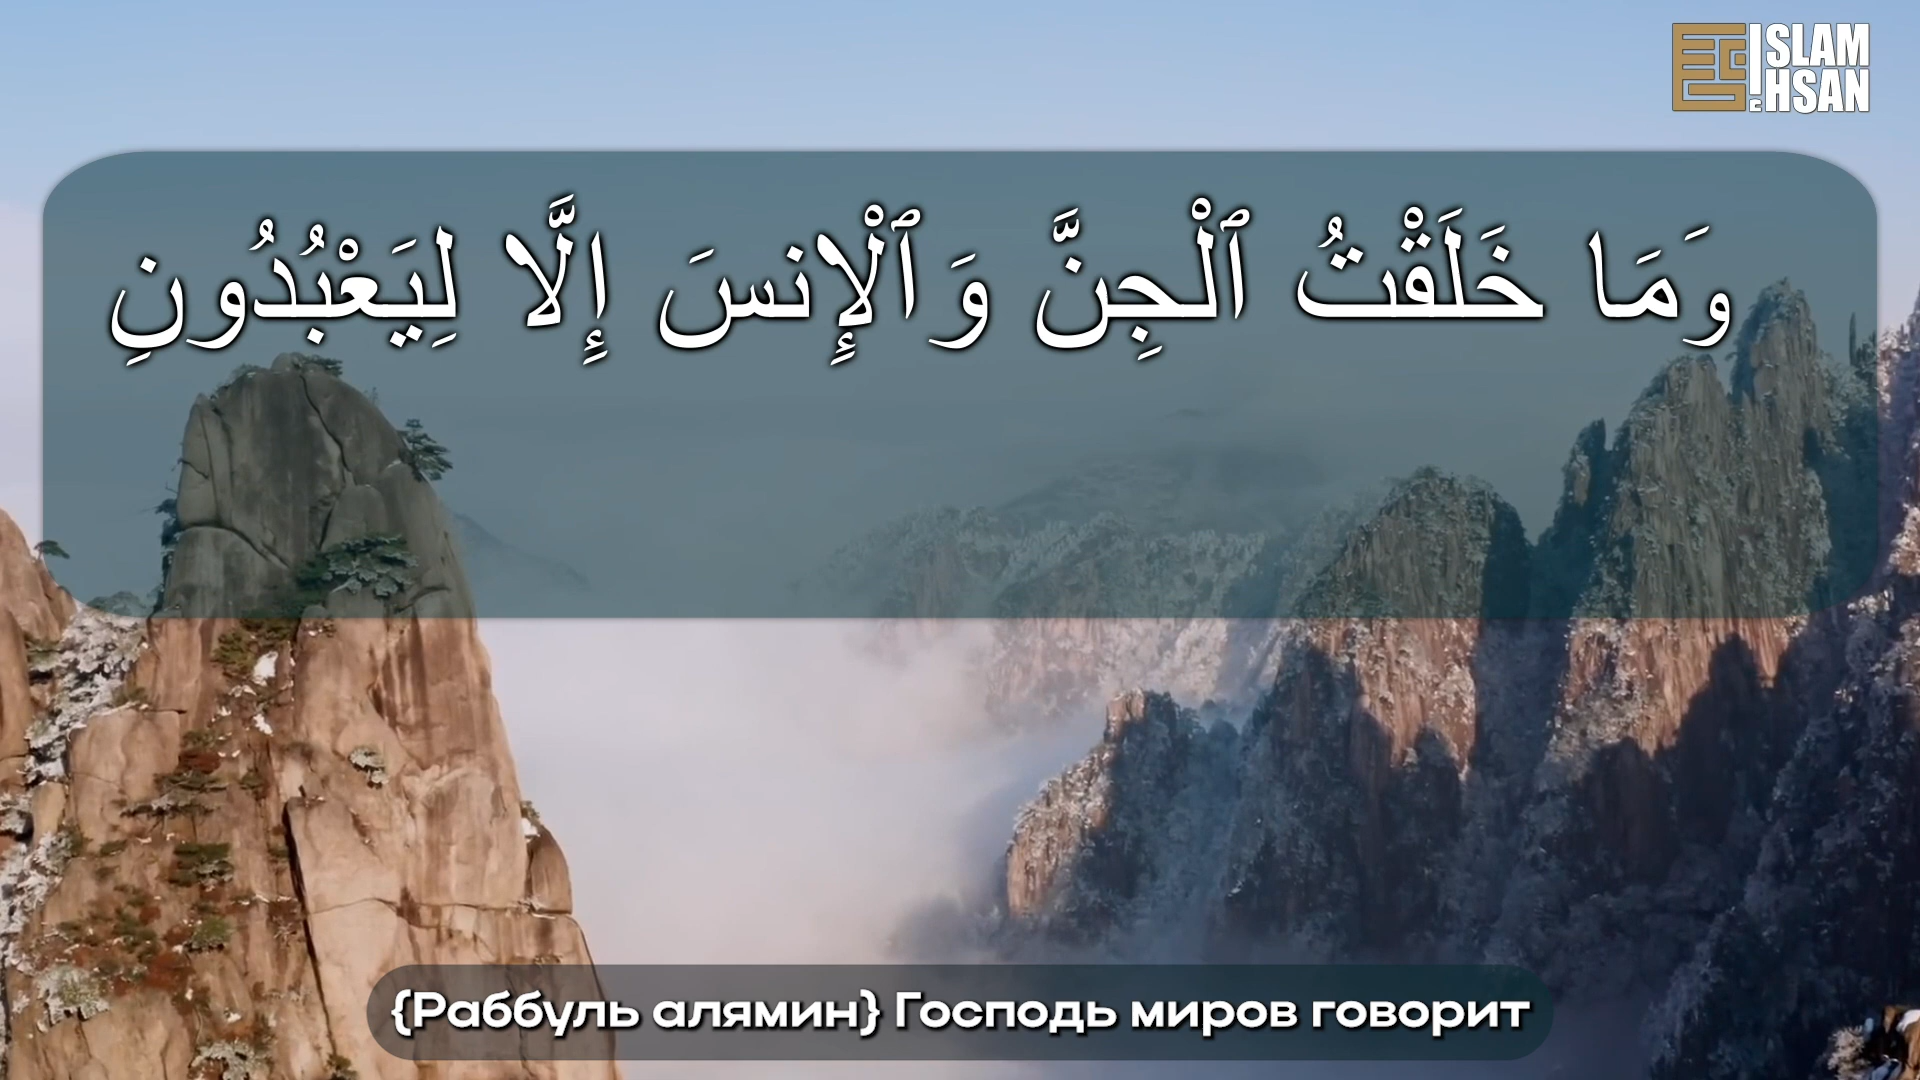 ISLAM
e IHSAN
وَمَا خَلَقْتُ ٱلْجِنَّ وَٱلْإِنسَ إِلَّا لِيَعْبُدُونِ
{Раббуль алямин} Господь миров говорит